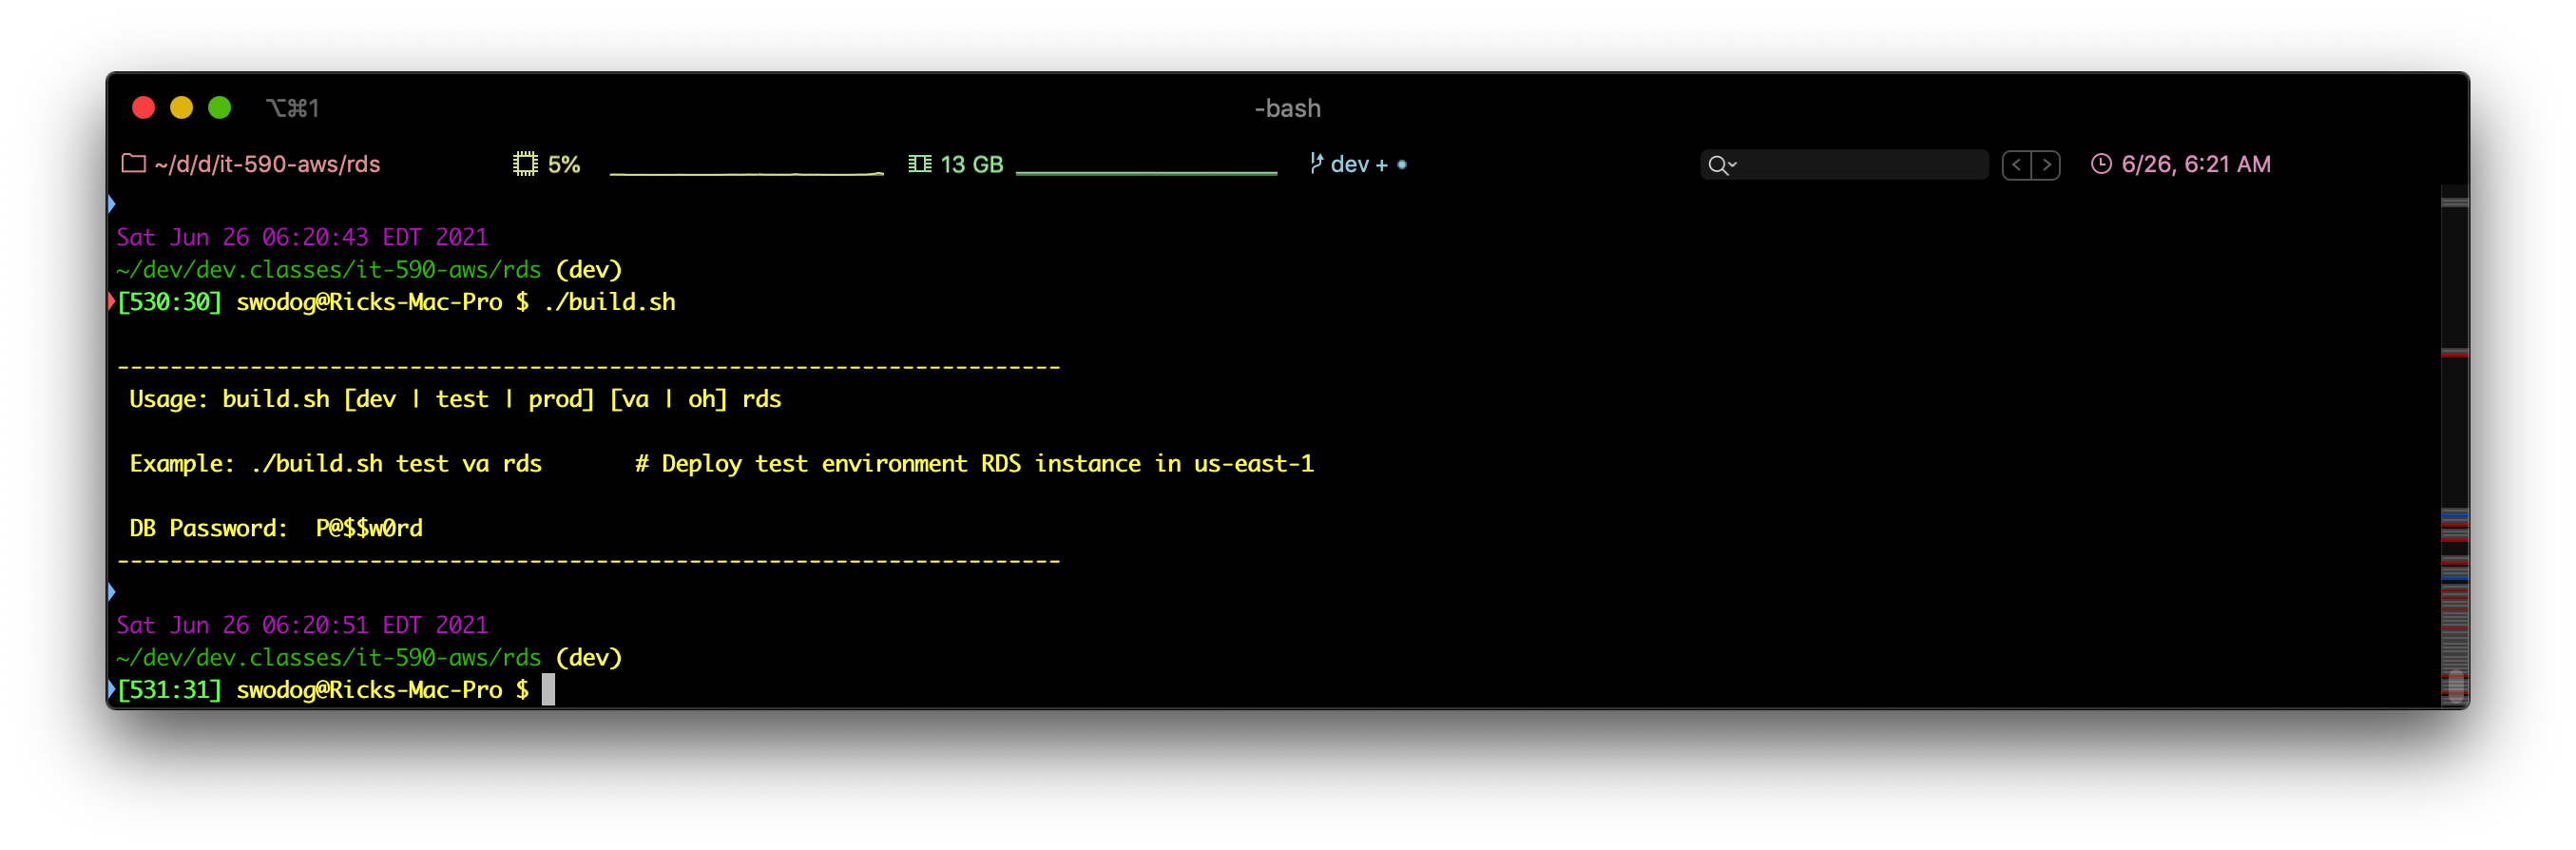 ⌥⌘1 -bash
~/d/d/it-590-aws/rds 5% 13 GB dev + 6/26, 6:21 AM
Sat Jun 26 06:20:43 EDT 2021
~/dev/dev.classes/it-590-aws/rds (dev)
[530:30] swodog@Ricks-Mac-Pro $ ./build.sh
-----------------------------------------------------------------------
Usage: build.sh [dev | test | prod] [va | oh] rds
Example: ./build.sh test va rds       # Deploy test environment RDS instance in us-east-1
DB Password:  P@$$w0rd
-----------------------------------------------------------------------
Sat Jun 26 06:20:51 EDT 2021
~/dev/dev.classes/it-590-aws/rds (dev)
[531:31] swodog@Ricks-Mac-Pro $